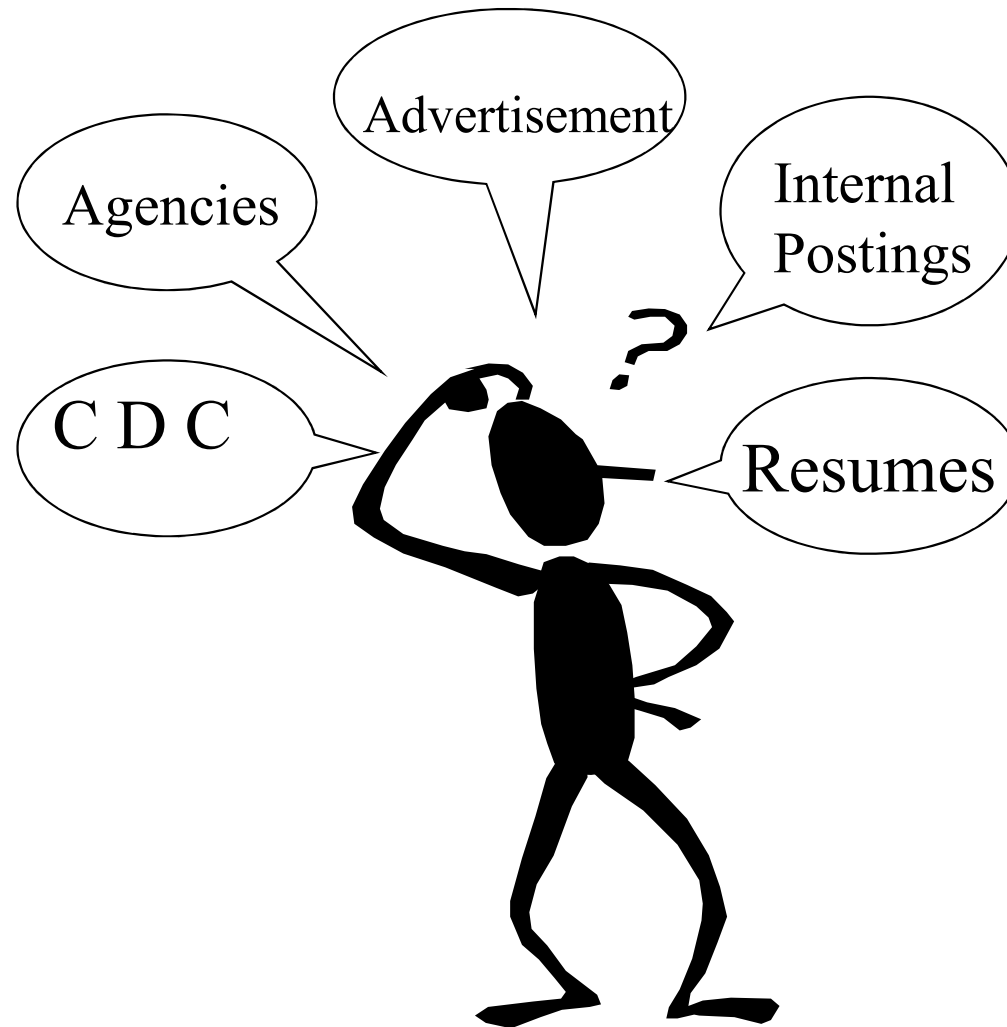 Advertisement
Agencies
Internal
Postings
C D C
Resumes
?